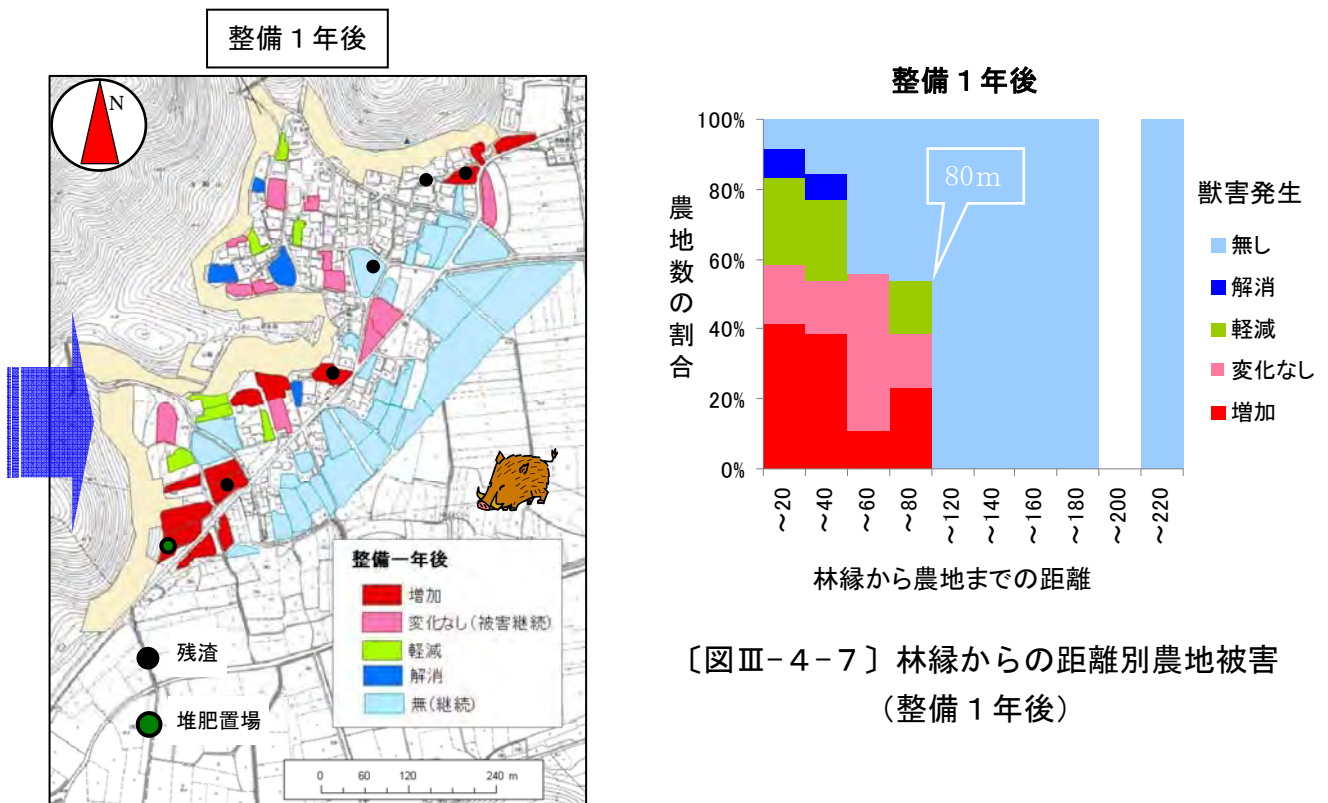 整備１年後
N
整備一年後
増加
変化なし(被害継続)
軽減
解消
無(継続)
残渣
堆肥置場
0 60 120 240 m
整備１年後
100%
80%
60%
40%
20%
0%
農地数の割合
80m
獣害発生
無し
解消
軽減
変化なし
増加
～20
～40
～60
～80
～120
～140
～160
～180
～200
～220
林縁から農地までの距離
〔図Ⅲ-４-７〕林縁からの距離別農地被害
（整備１年後）